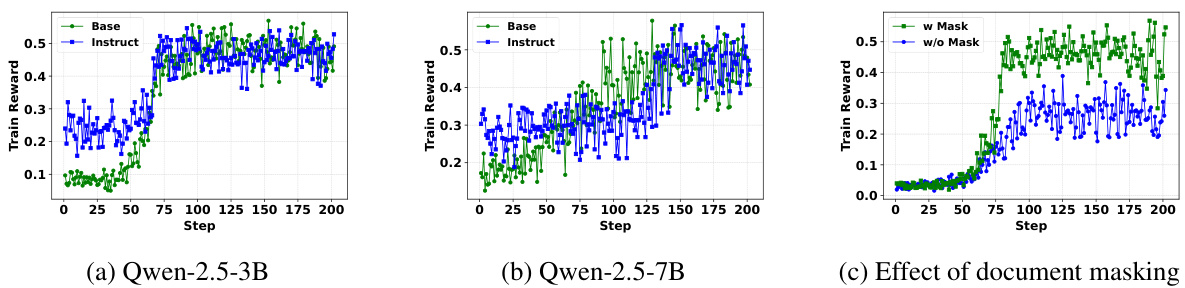 Base
Instruct
0.5
0.4
0.3
0.2
0.1
Train Reward
0 25 50 75 100 125 150 175 200
Step
(a) Qwen-2.5-3B
Base
Instruct
0.5
0.4
0.3
0.2
Train Reward
0 25 50 75 100 125 150 175 200
Step
(b) Qwen-2.5-7B
w Mask
w/o Mask
0.5
0.4
0.3
0.2
0.1
0.0
Train Reward
0 25 50 75 100 125 150 175 200
Step
(c) Effect of document masking